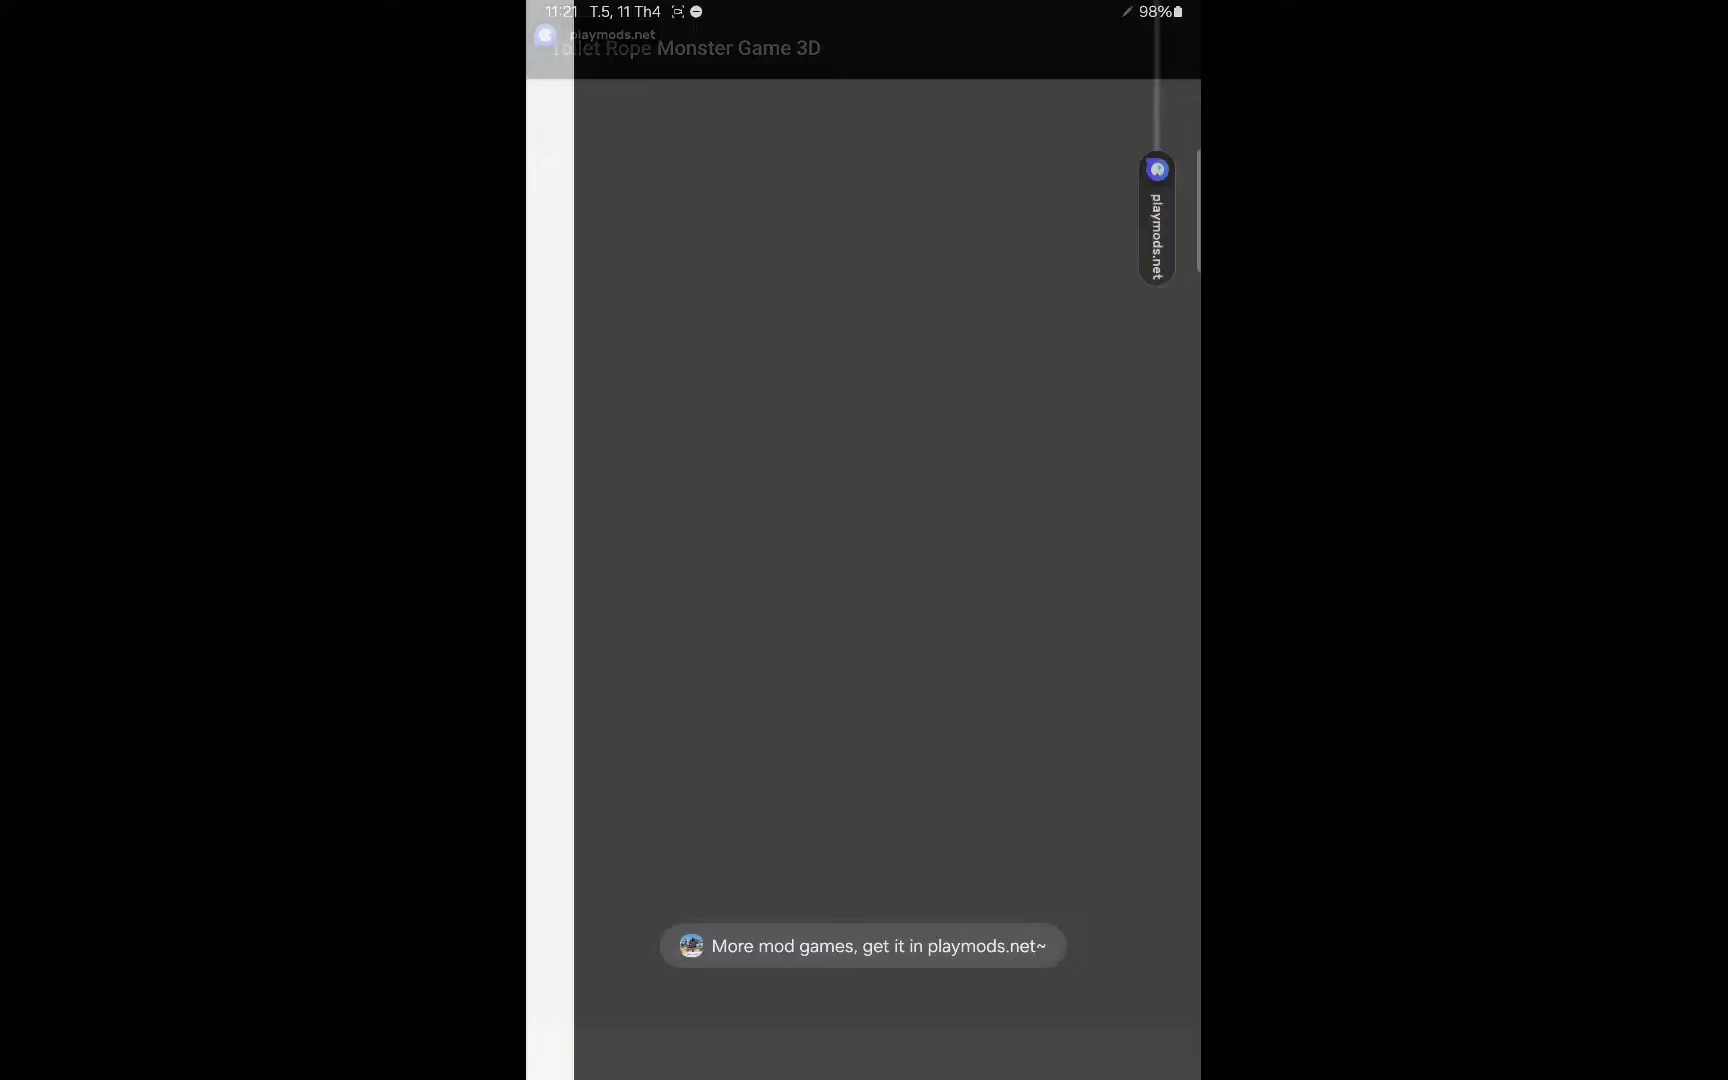 11:21 T.5, 11 Th4 98%
playmods.net
Toilet Rope Monster Game 3D
playmods.net
More mod games, get it in playmods.net~